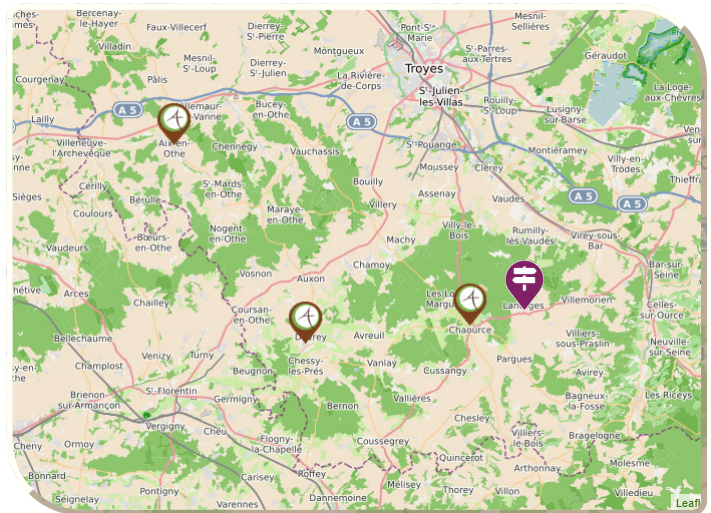 Bercenay-
le-Hayer
Faux-Villecerf
Dierrey-
St-Pierre
Pont-Ste-
Marie
Mesnil-
Sellières
Villadin
Montgueux
Troyes
St-Parres-
aux-Tertres
Géraudot
Courgenay
Pâlis
Mesnil-
St-Loup
Dierrey-
St-Julien
La Rivière-
de-Corps
St-Julien
les-Villas
La Loge-
aux-Chèvres
Lailly
A 5
Bucey-
en-Othe
Rouilly-
St-Loup
Lusigny-
sur-Barse
A 5
Villeneuve-
l'Archevêque
Chennegy
Vauchassis
St-Pouange
Moussey
Clérey
Montiéramey
Villy-en-
Trodes
Cérilly
St-Mards-
en-Othe
Bouilly
Assenay
Vaudes
A 5
A 5
Thieffra
Sièges
Coulours
Bérulle
Maraye-
en-Othe
Villery
Bœurs-
en-Othe
Nogent-
en-Othe
Machy
Villy-le-
Bois
Rumilly-
lès-Vaudes
Virey-sous-
Bar
Vaudeurs
Vosnon
Auxon
Chamoy
Bar-sur-
Seine
Arces
Chailley
Coursan-
en-Othe
Villemorien
Celles-
sur-Ource
Bellechaume
Avreuil
Chaource
Villiers-
sous-Praslin
Neuville-
sur-Seine
Champlost
Venizy
Turny
Beugnon
Chessy-
les-Prés
Vanlay
Cussangy
Pargues
Avirey
Brienon-
sur-Armançon
St-Florentin
Germigny
Bernon
Vallières
Bagneux-
la-Fosse
Les Riceys
Vergigny
Cheu
Chesley
Cheny
Ormoy
Flogny-
la-Chapelle
Coussegrey
Villiers-
le-Bois
Bragelogne
Quincerot
Arthonnay
Molesme
Bonnard
Seignelay
Pontigny
Carisey
Varennes
Roffey
Dannemoine
Mélisey
Thorey
Villon
Villedieu
Leafl